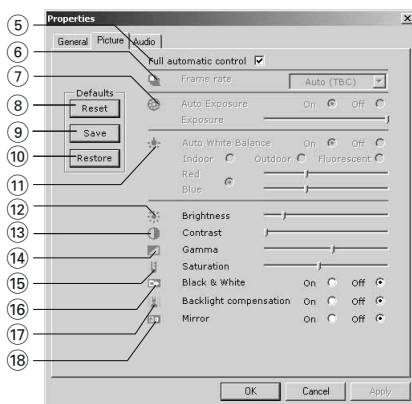 Properties
General Picture Audio
5 Full automatic control
6 Frame rate Auto (TBC)
7 Auto Exposure On Off
Exposure
Defaults
8 Reset
9 Save
10 Restore
11 Auto White Balance On Off
Indoor Outdoor Fluorescent
Red
Blue
12 Brightness
13 Contrast
14 Gamma
15 Saturation
16 Black & White On Off
17 Backlight compensation On Off
18 Mirror On Off
OK Cancel Apply